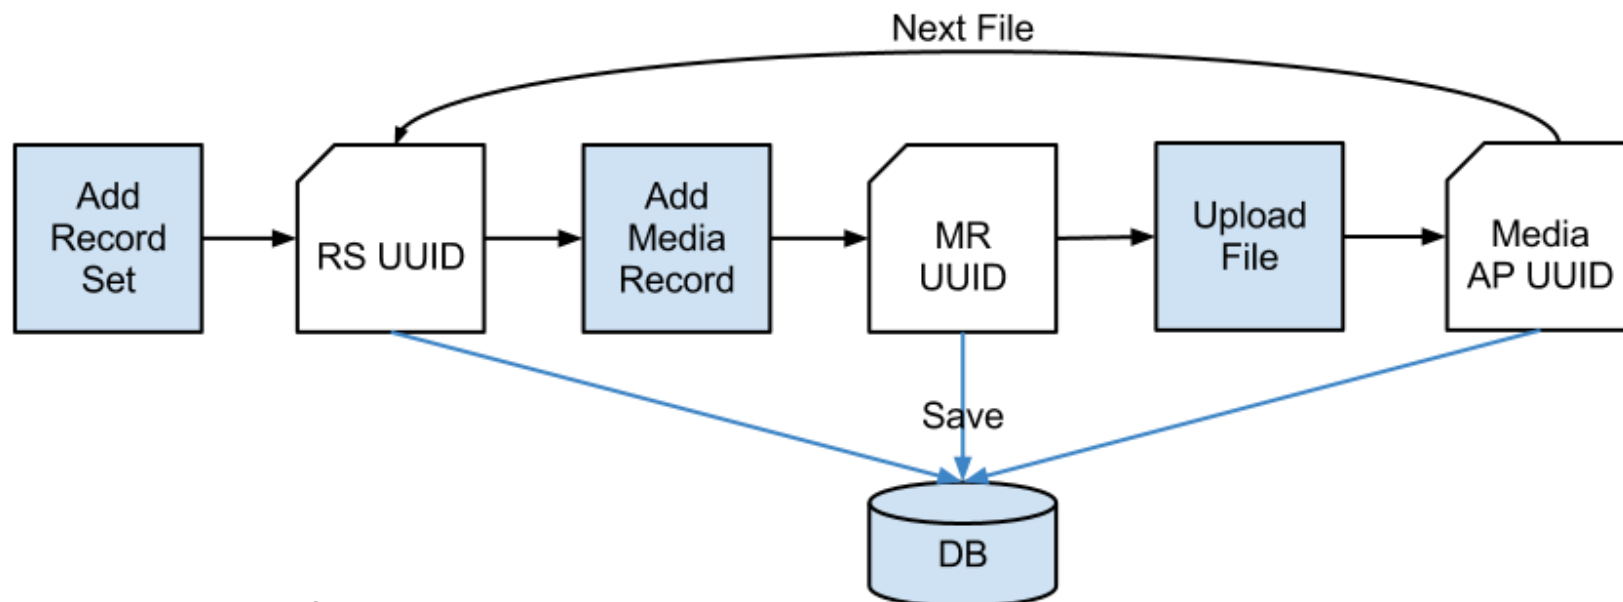 Next File
Add
Record
Set
RS UUID
Add
Media
Record
MR
UUID
Upload
File
Media
AP UUID
Save
DB